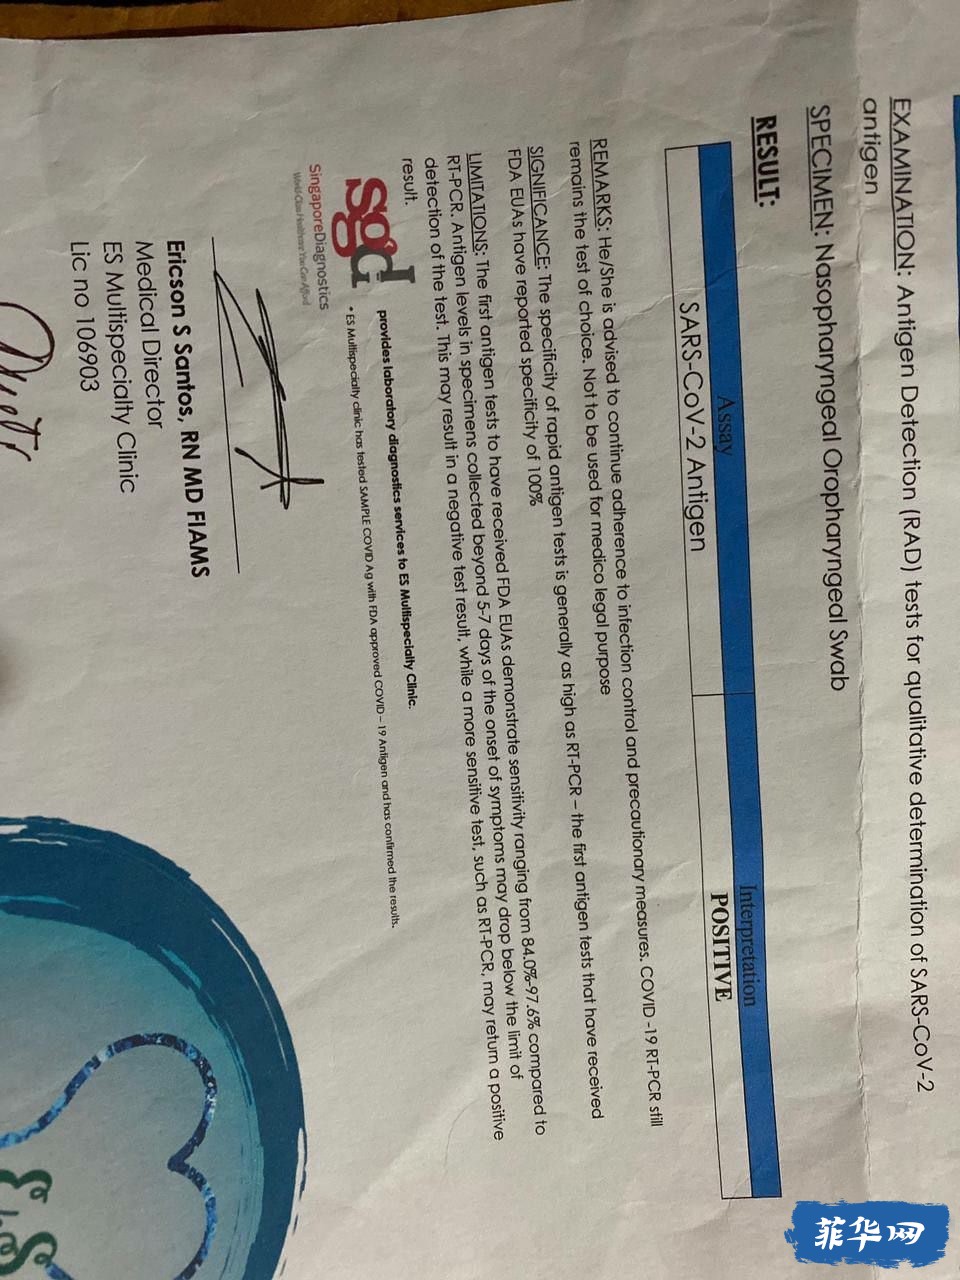 EXAMINATION: Antigen Detection (RAD) tests for qualitative determination of SARS-CoV-2
antigen
SPECIMEN: Nasopharyngeal Oropharyngeal Swab
RESULT:
Assay Interpretation
SARS-CoV-2 Antigen POSITIVE
REMARKS: He/She is advised to continue adherence to infection control and precautionary measures. COVID -19 RT-PCR still
remains the test of choice. Not to be used for medico legal purpose
SIGNIFICANCE: The specificity of rapid antigen tests is generally as high as RT-PCR – the first antigen tests that have received
FDA EUAs have reported specificity of 100%
LIMITATIONS: The first antigen tests to have received FDA EUAs demonstrate sensitivity ranging from 84.0%-97.6% compared to
RT-PCR. Antigen levels in specimens collected beyond 5-7 days of the onset of symptoms may drop below the limit of
detection of the test. This may result in a negative test result, while a more sensitive test, such as RT-PCR, may return a positive
result.
sgd
SingaporeDiagnostics
World-Class Healthcare You Can Afford
provides laboratory diagnostics services to ES Multispecialty Clinic.
* ES Multispecialty clinic has tested SAMPLE COVID Ag with FDA approved COVID – 19 Antigen and has confirmed the results.
Ericson S Santos, RN MD FIAMS
Medical Director
ES Multispecialty Clinic
Lic no 106903
菲华网